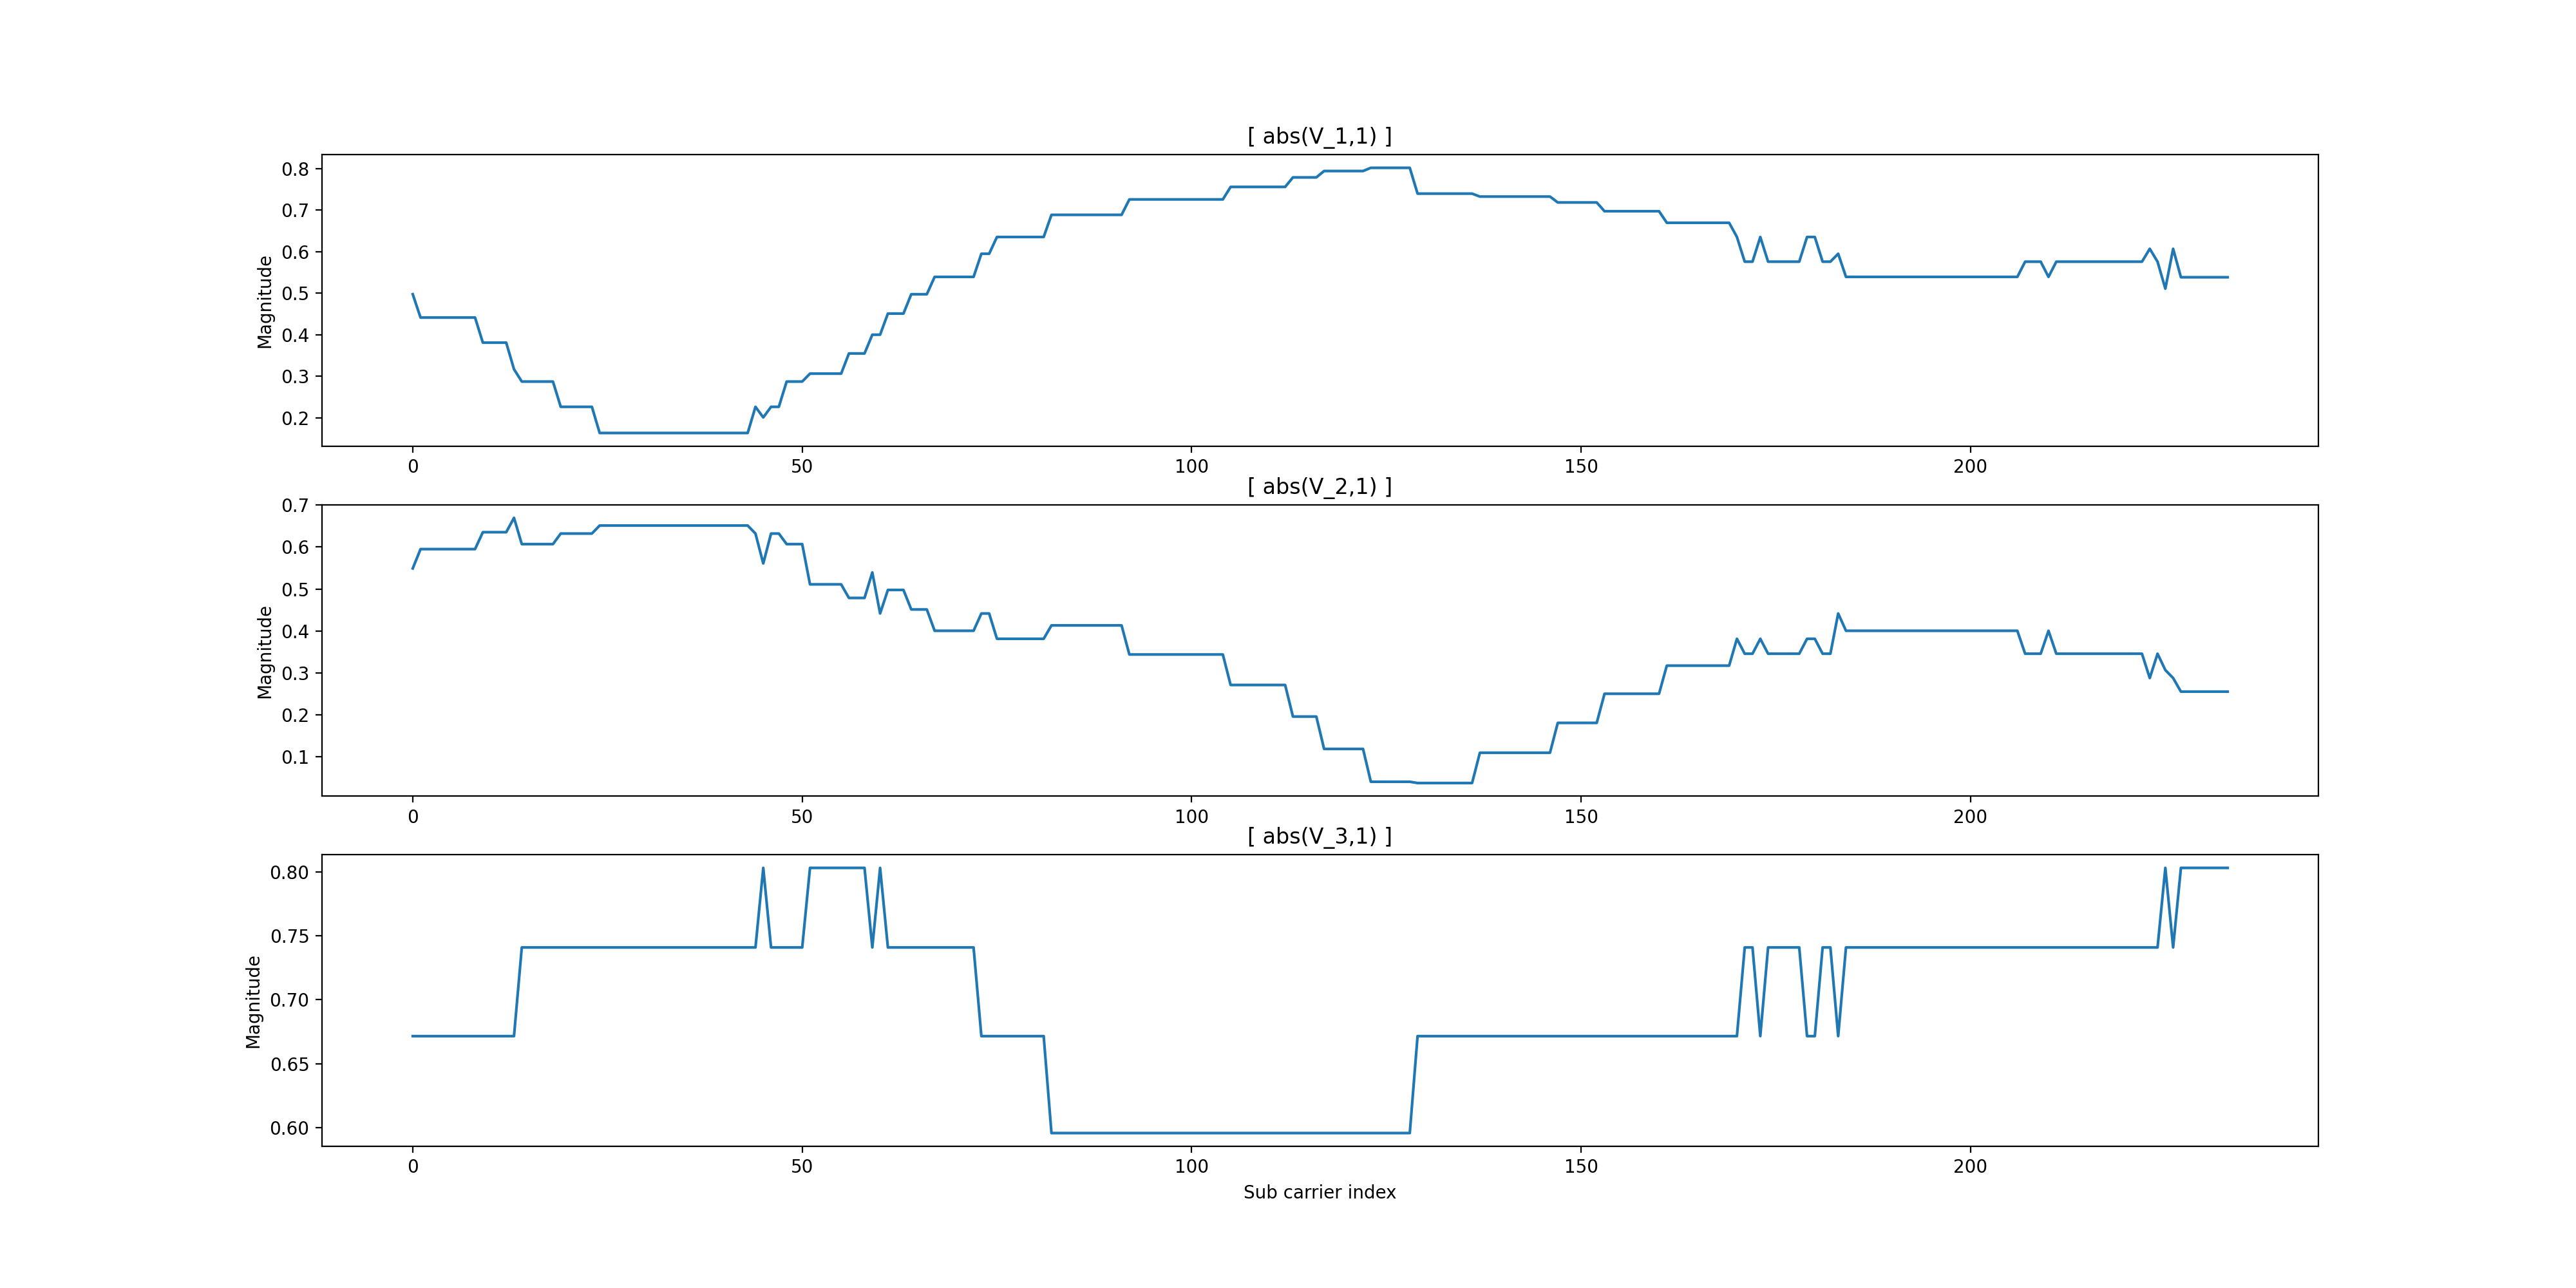 [ abs(V_1,1) ]
0.8
0.7
0.6
0.5
0.4
0.3
0.2
Magnitude
0 50 100 150 200
[ abs(V_2,1) ]
0.7
0.6
0.5
0.4
0.3
0.2
0.1
Magnitude
0 50 100 150 200
[ abs(V_3,1) ]
0.80
0.75
0.70
0.65
0.60
Magnitude
0 50 100 150 200
Sub carrier index